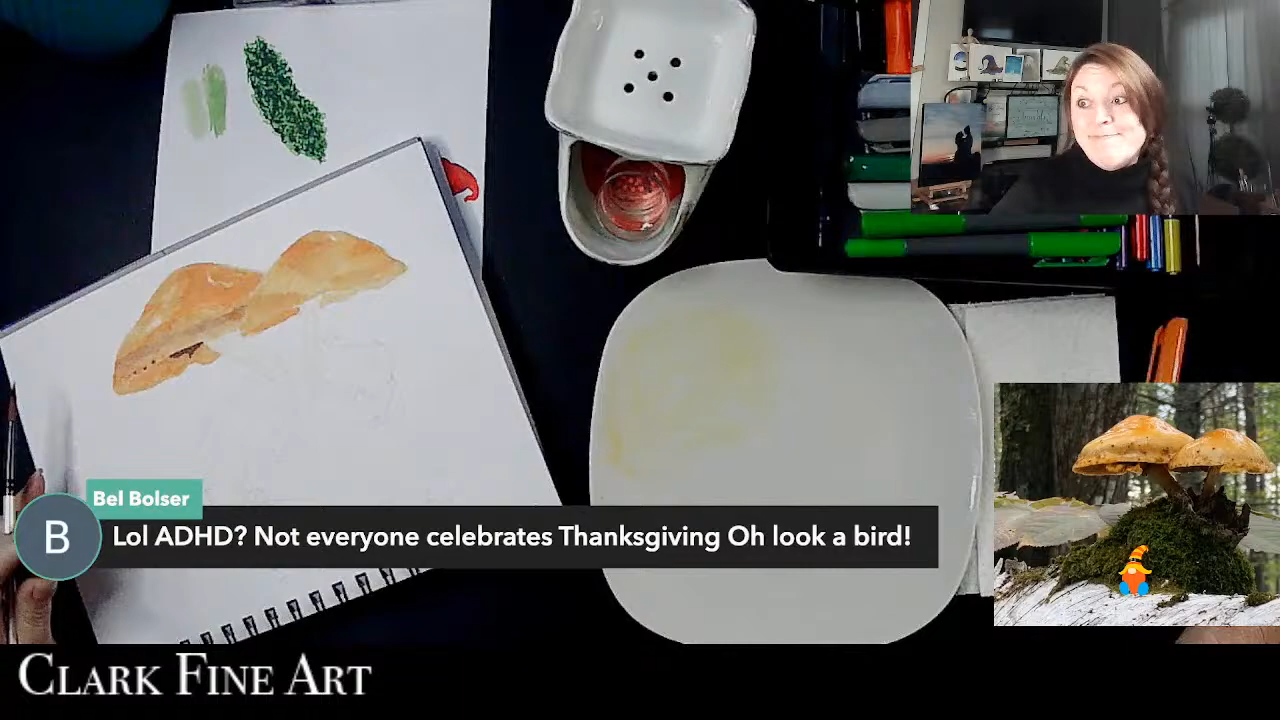 Bel Bolser
B
Lol ADHD? Not everyone celebrates Thanksgiving Oh look a bird!
CLARK FINE ART